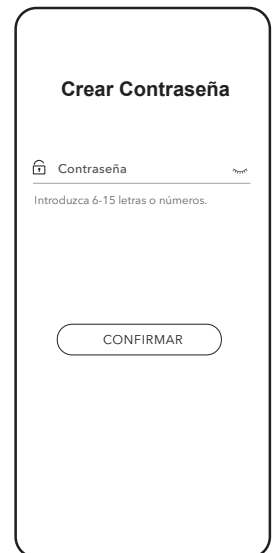 Crear Contraseña
Contraseña
Introduzca 6-15 letras o números.
CONFIRMAR